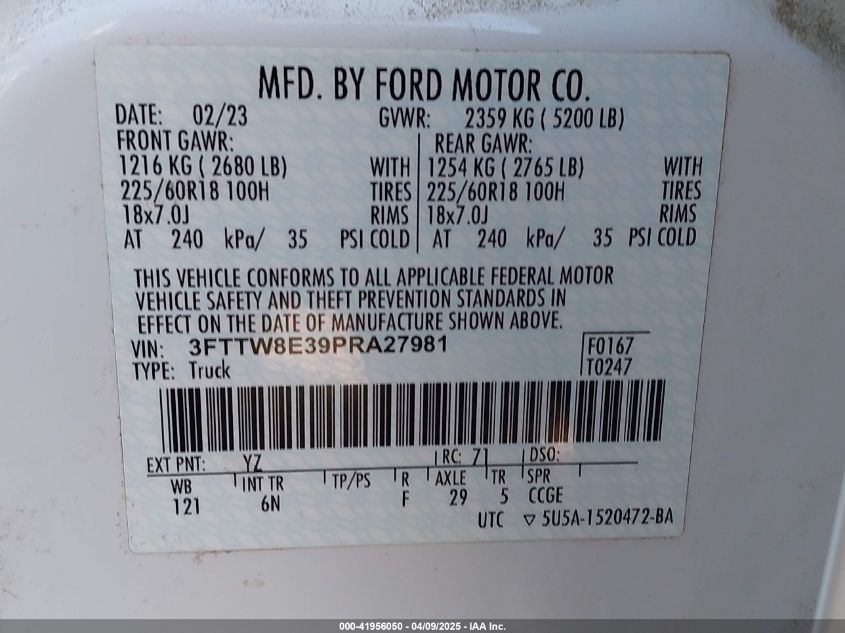 MFD. BY FORD MOTOR CO.
DATE: 02/23 GVWR: 2359 KG ( 5200 LB)
FRONT GAWR: REAR GAWR:
1216 KG ( 2680 LB) WITH 1254 KG ( 2765 LB) WITH
225/60R18 100H TIRES 225/60R18 100H TIRES
18x7.0J RIMS 18x7.0J RIMS
AT 240 kPa/ 35 PSI COLD AT 240 kPa/ 35 PSI COLD
THIS VEHICLE CONFORMS TO ALL APPLICABLE FEDERAL MOTOR
VEHICLE SAFETY AND THEFT PREVENTION STANDARDS IN
EFFECT ON THE DATE OF MANUFACTURE SHOWN ABOVE.
VIN: 3FTTW8E39PRA27981 F0167
TYPE: Truck T0247
EXT PNT: YZ RC: 71 DSO:
WB INT TR TP/PS R AXLE TR SPR
121 6N F 29 5 CCGE
UTC ▽ 5U5A-1520472-BA
000-41956050 - 04/09/2025 - IAA Inc.